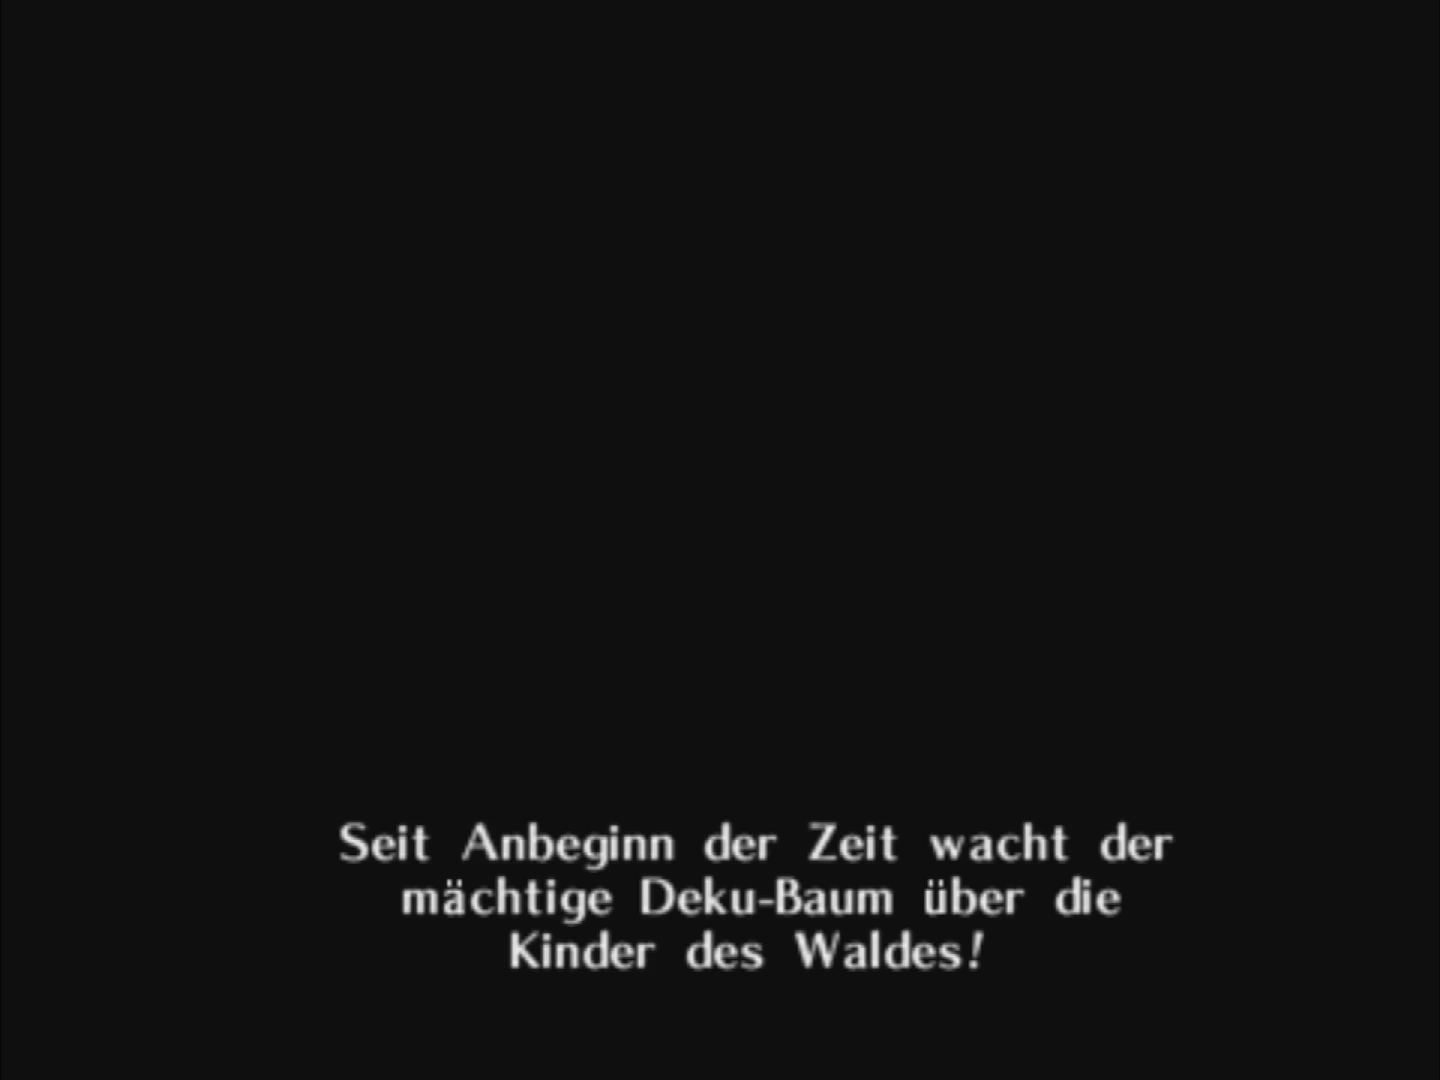 Seit Anbeginn der Zeit wacht der
mächtige Deku-Baum über die
Kinder des Waldes!